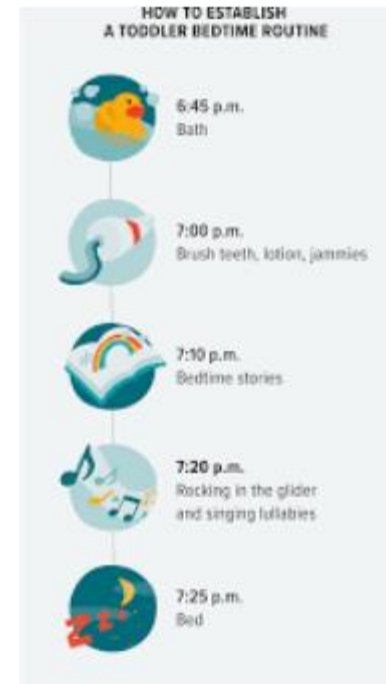 HOW TO ESTABLISH
A TODDLER BEDTIME ROUTINE
6:45 p.m.
Bath
7:00 p.m.
Brush teeth, lotion, jammies
7:10 p.m.
Bedtime stories
7:20 p.m.
Rocking in the glider
and singing lullabies
7:25 p.m.
Bed